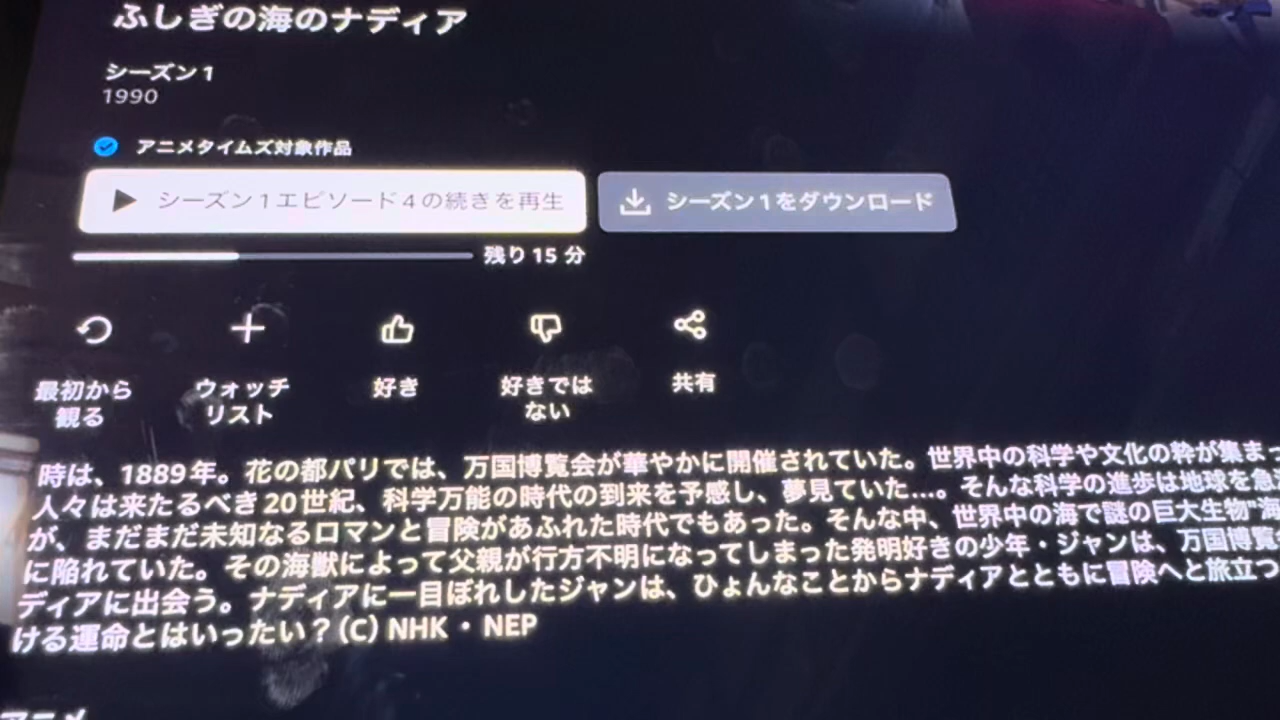 ふしぎの海のナディア
シーズン1
1990
アニメタイムズ対象作品
シーズン1エピソード4の続きを再生
シーズン1をダウンロード
残り15分
最初から
観る
ウォッチ
リスト
好き
好きでは
ない
共有
時は、1889年。花の都パリでは、万国博覧会が華やかに開催されていた。世界中の科学や文化の粋が集まっ
人々は来たるべき20世紀、科学万能の時代の到来を予感し、夢見ていた…。そんな科学の進歩は地球を急
が、まだまだ未知なるロマンと冒険があふれた時代でもあった。そんな中、世界中の海で謎の巨大生物"海
に陥れていた。その海獣によって父親が行方不明になってしまった発明好きの少年・ジャンは、万国博覧
ディアに出会う。ナディアに一目ぼれしたジャンは、ひょんなことからナディアとともに冒険へと旅立つ
ける運命とはいったい？(C) NHK・NEP
アニメ